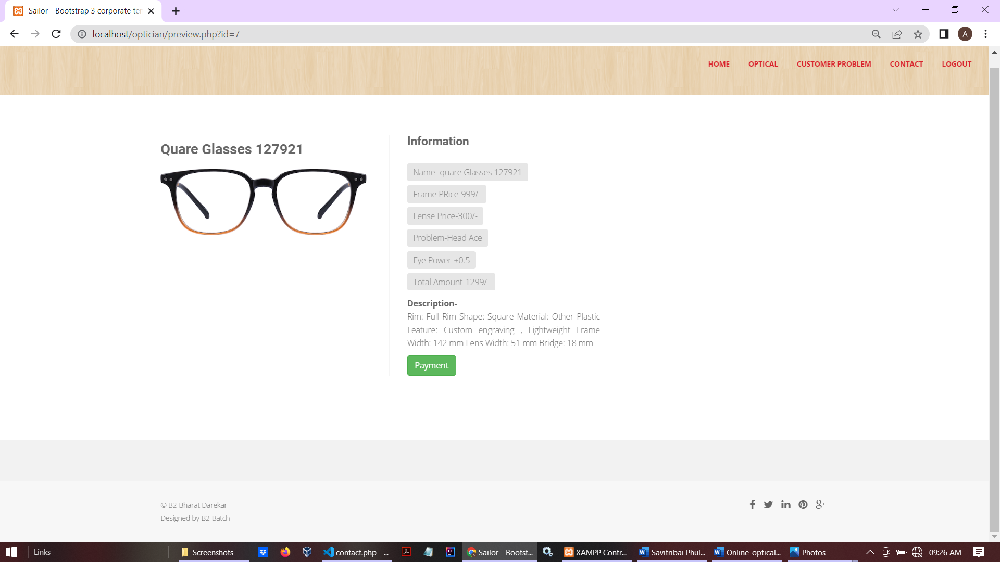 Sailor - Bootstrap 3 corporate ter
localhost/optician/preview.php?id=7
A
HOME OPTICAL CUSTOMER PROBLEM CONTACT LOGOUT
Quare Glasses 127921
Information
Name- quare Glasses 127921
Frame PRice-999/-
Lense Price-300/-
Problem-Head Ace
Eye Power-+0.5
Total Amount-1299/-
Description-
Rim: Full Rim Shape: Square Material: Other Plastic
Feature: Custom engraving , Lightweight Frame
Width: 142 mm Lens Width: 51 mm Bridge: 18 mm
Payment
© B2-Bharat Darekar
Designed by B2-Batch
Links Screenshots contact.php - ... Sailor - Bootst... XAMPP Contr... Savitribai Phul... Online-optical... Photos 09:26 AM